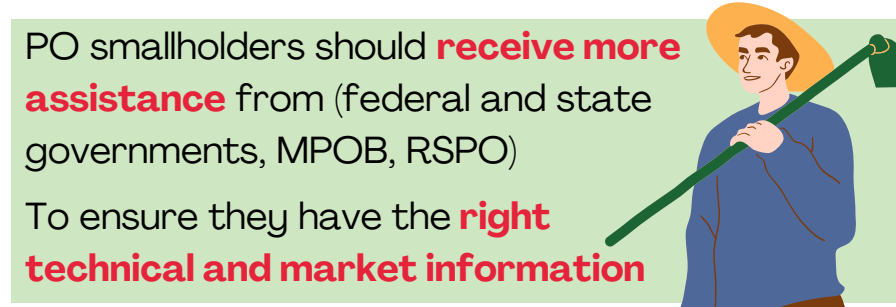 PO smallholders should receive more
assistance from (federal and state
governments, MPOB, RSPO)
To ensure they have the right
technical and market information